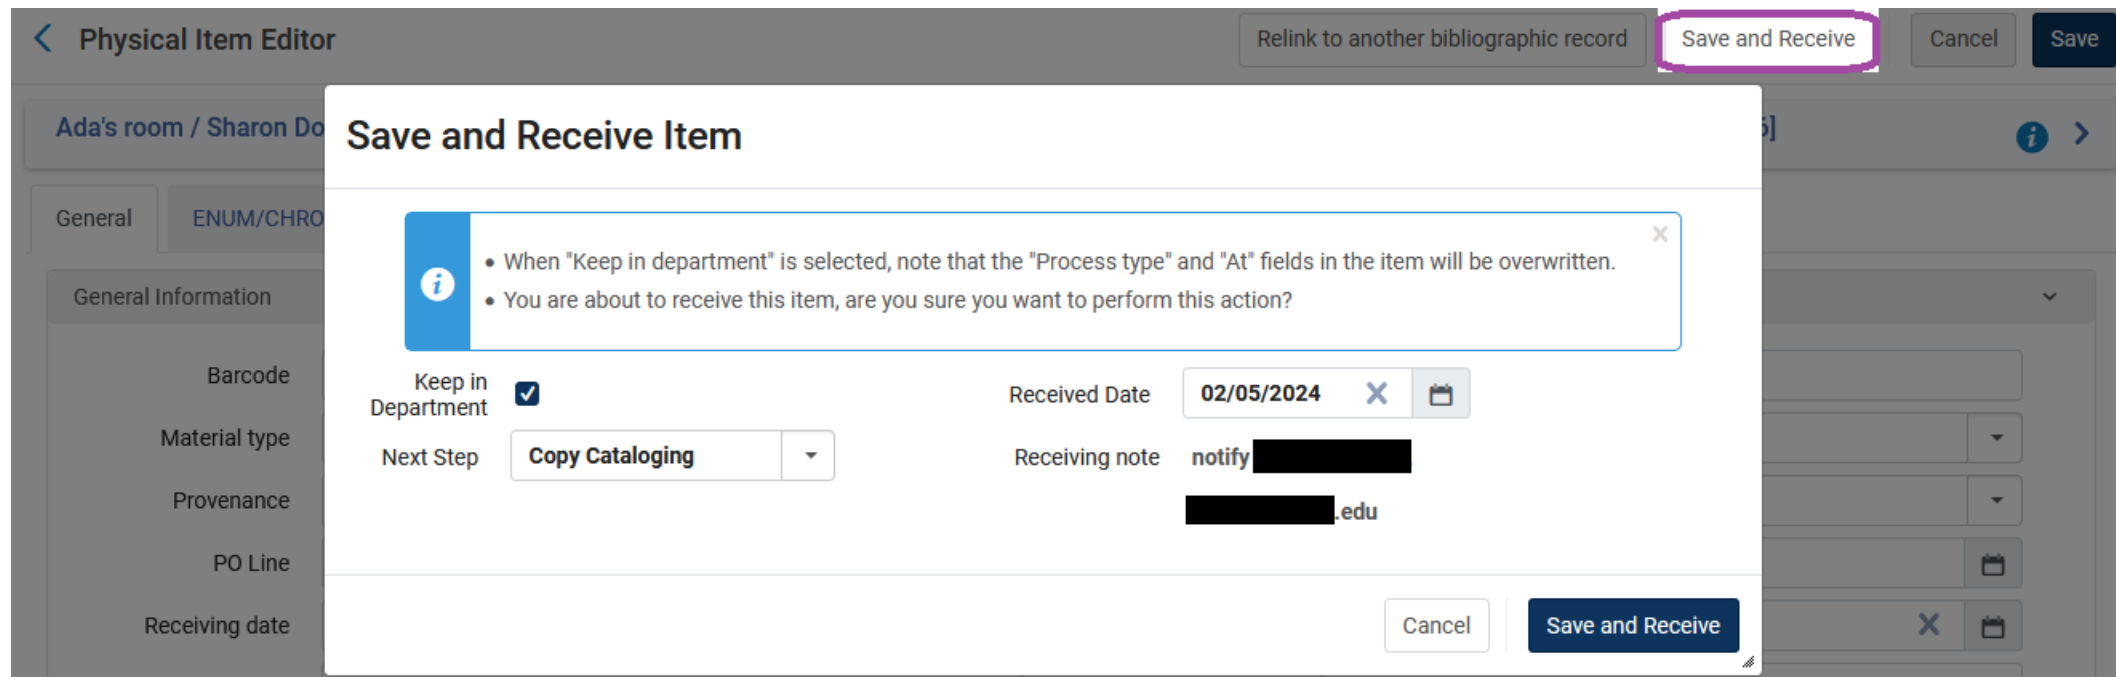 Physical Item Editor
Relink to another bibliographic record
Save and Receive
Cancel
Save
Ada's room / Sharon Do
]
General
ENUM/CHRO
General Information
Barcode
Material type
Provenance
PO Line
Receiving date
Save and Receive Item
• When "Keep in department" is selected, note that the "Process type" and "At" fields in the item will be overwritten.
• You are about to receive this item, are you sure you want to perform this action?
Keep in
Department
Received Date
02/05/2024
Next Step
Copy Cataloging
Receiving note
notify
.edu
Cancel
Save and Receive